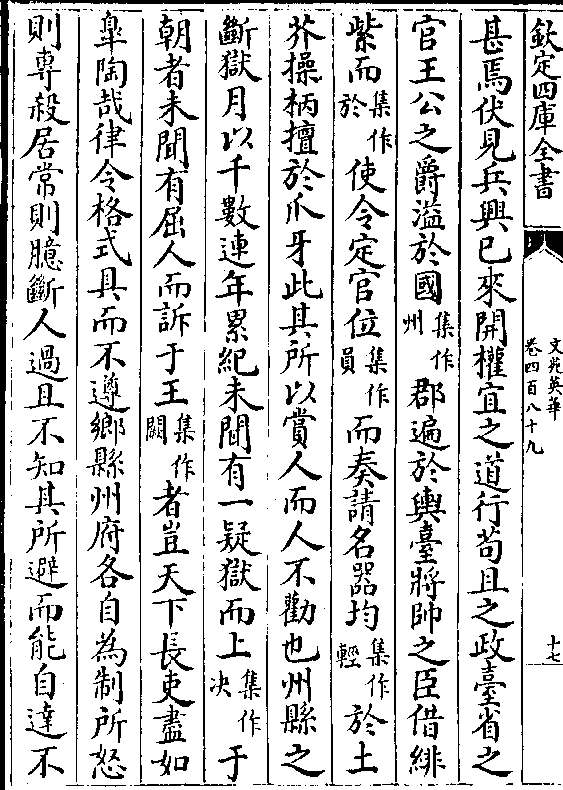 欽定四庫全書
文苑英華
卷四百八十九
十七
甚焉伏見兵興已來開權宜之道行苟且之政臺省之
官王公之爵溢於國集作州郡遍於輿臺將帥之臣借緋
紫而集作於使令定官位集作員而奏請名器均集作輕於土
芥操柄擅於爪牙此其所以賞人而人不勸也州縣之
斷獄月以千數連年累紀未聞有一疑獄而上集作决于
朝者未聞有屈人而訴于王集作闕者豈天下長吏盡如
臯陶哉律令格式具而不遵鄉縣州府各自為制所怒
則專殺居常則臆斷人過且不知其所避而能自達不